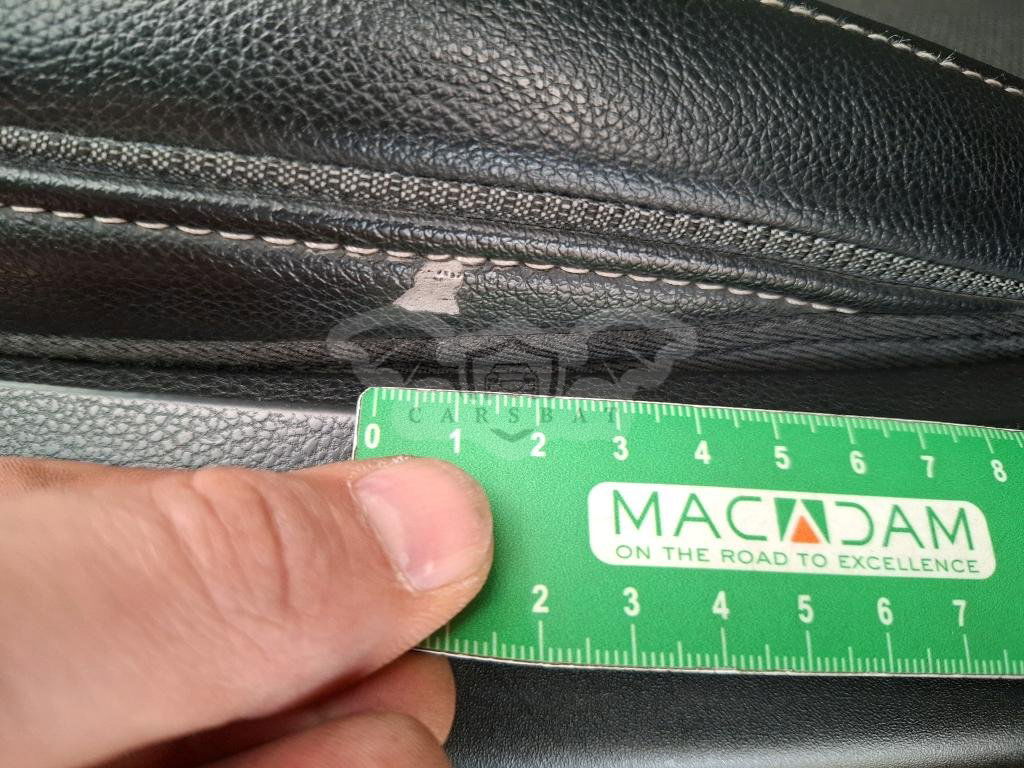 CARSBAT
0 1 2 3 4 5 6 7 8
MACADAM
ON THE ROAD TO EXCELLENCE
2 3 4 5 6 7